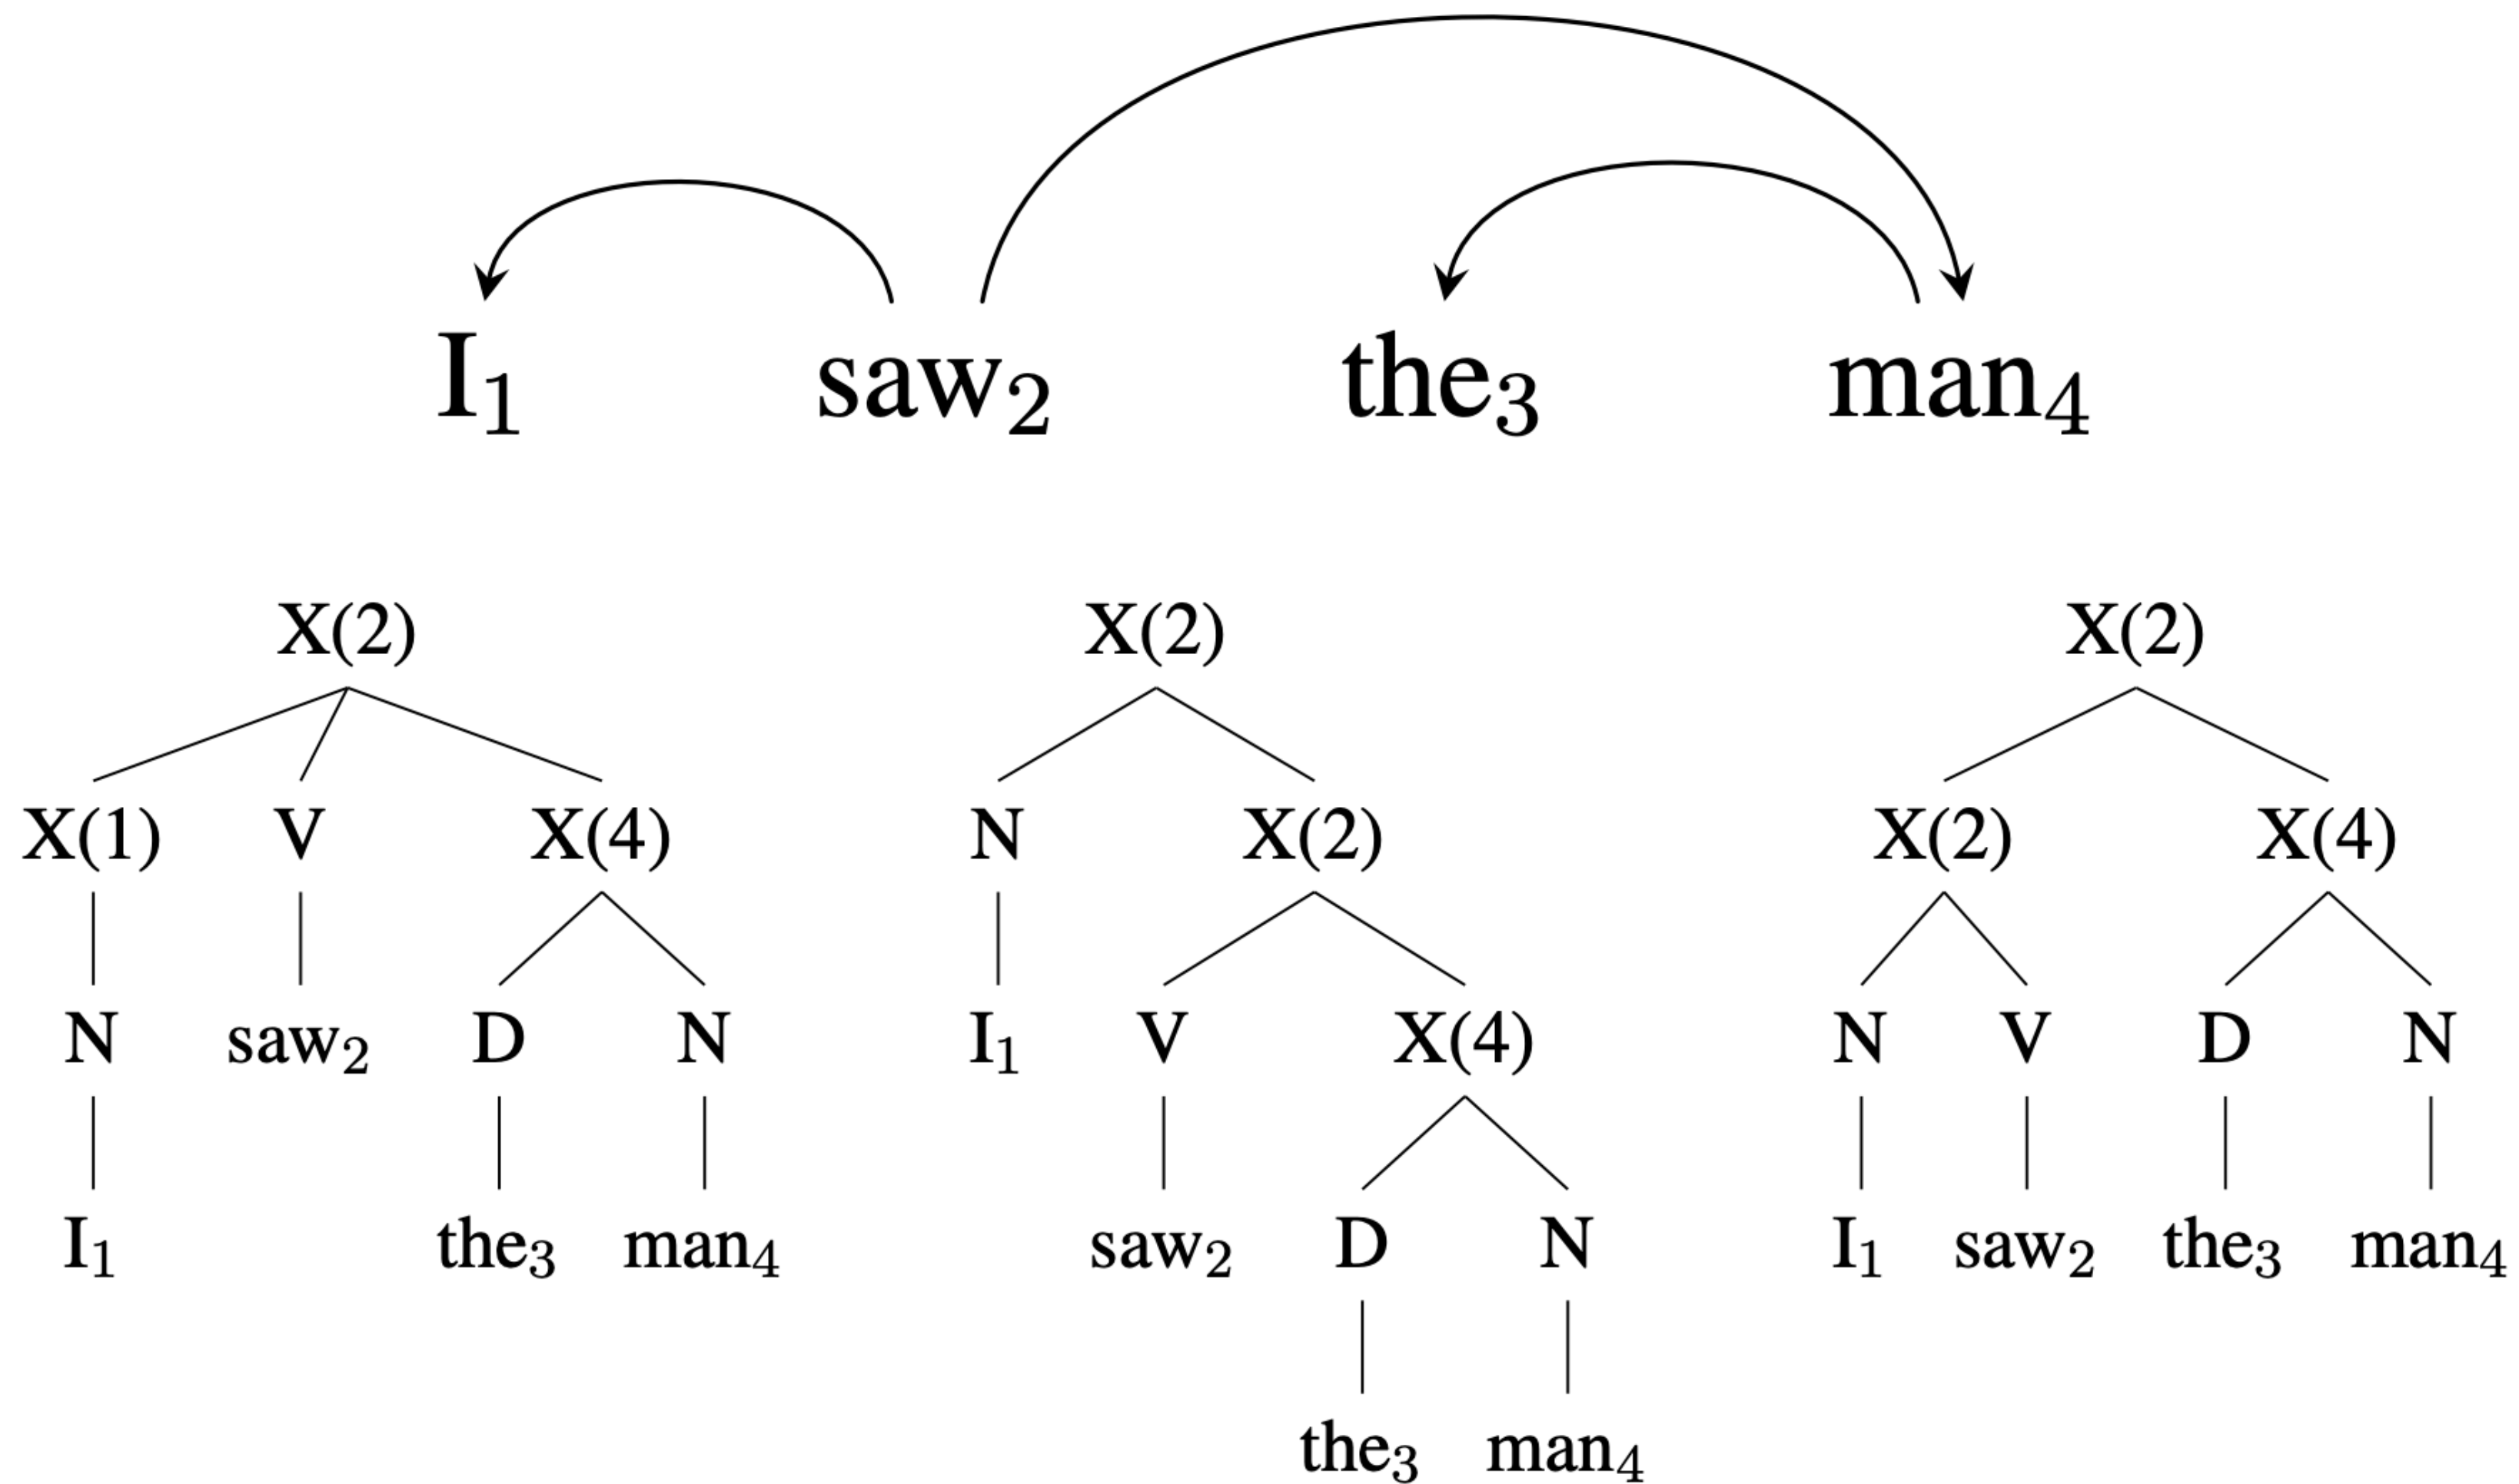 I₁ saw₂ the₃ man₄
X(2) X(2) X(2)
X(1) V X(4) N X(2) X(2) X(4)
N saw₂ D N I₁ V X(4) N V D N
I₁ the₃ man₄ saw₂ D N I₁ saw₂ the₃ man₄
the₃ man₄